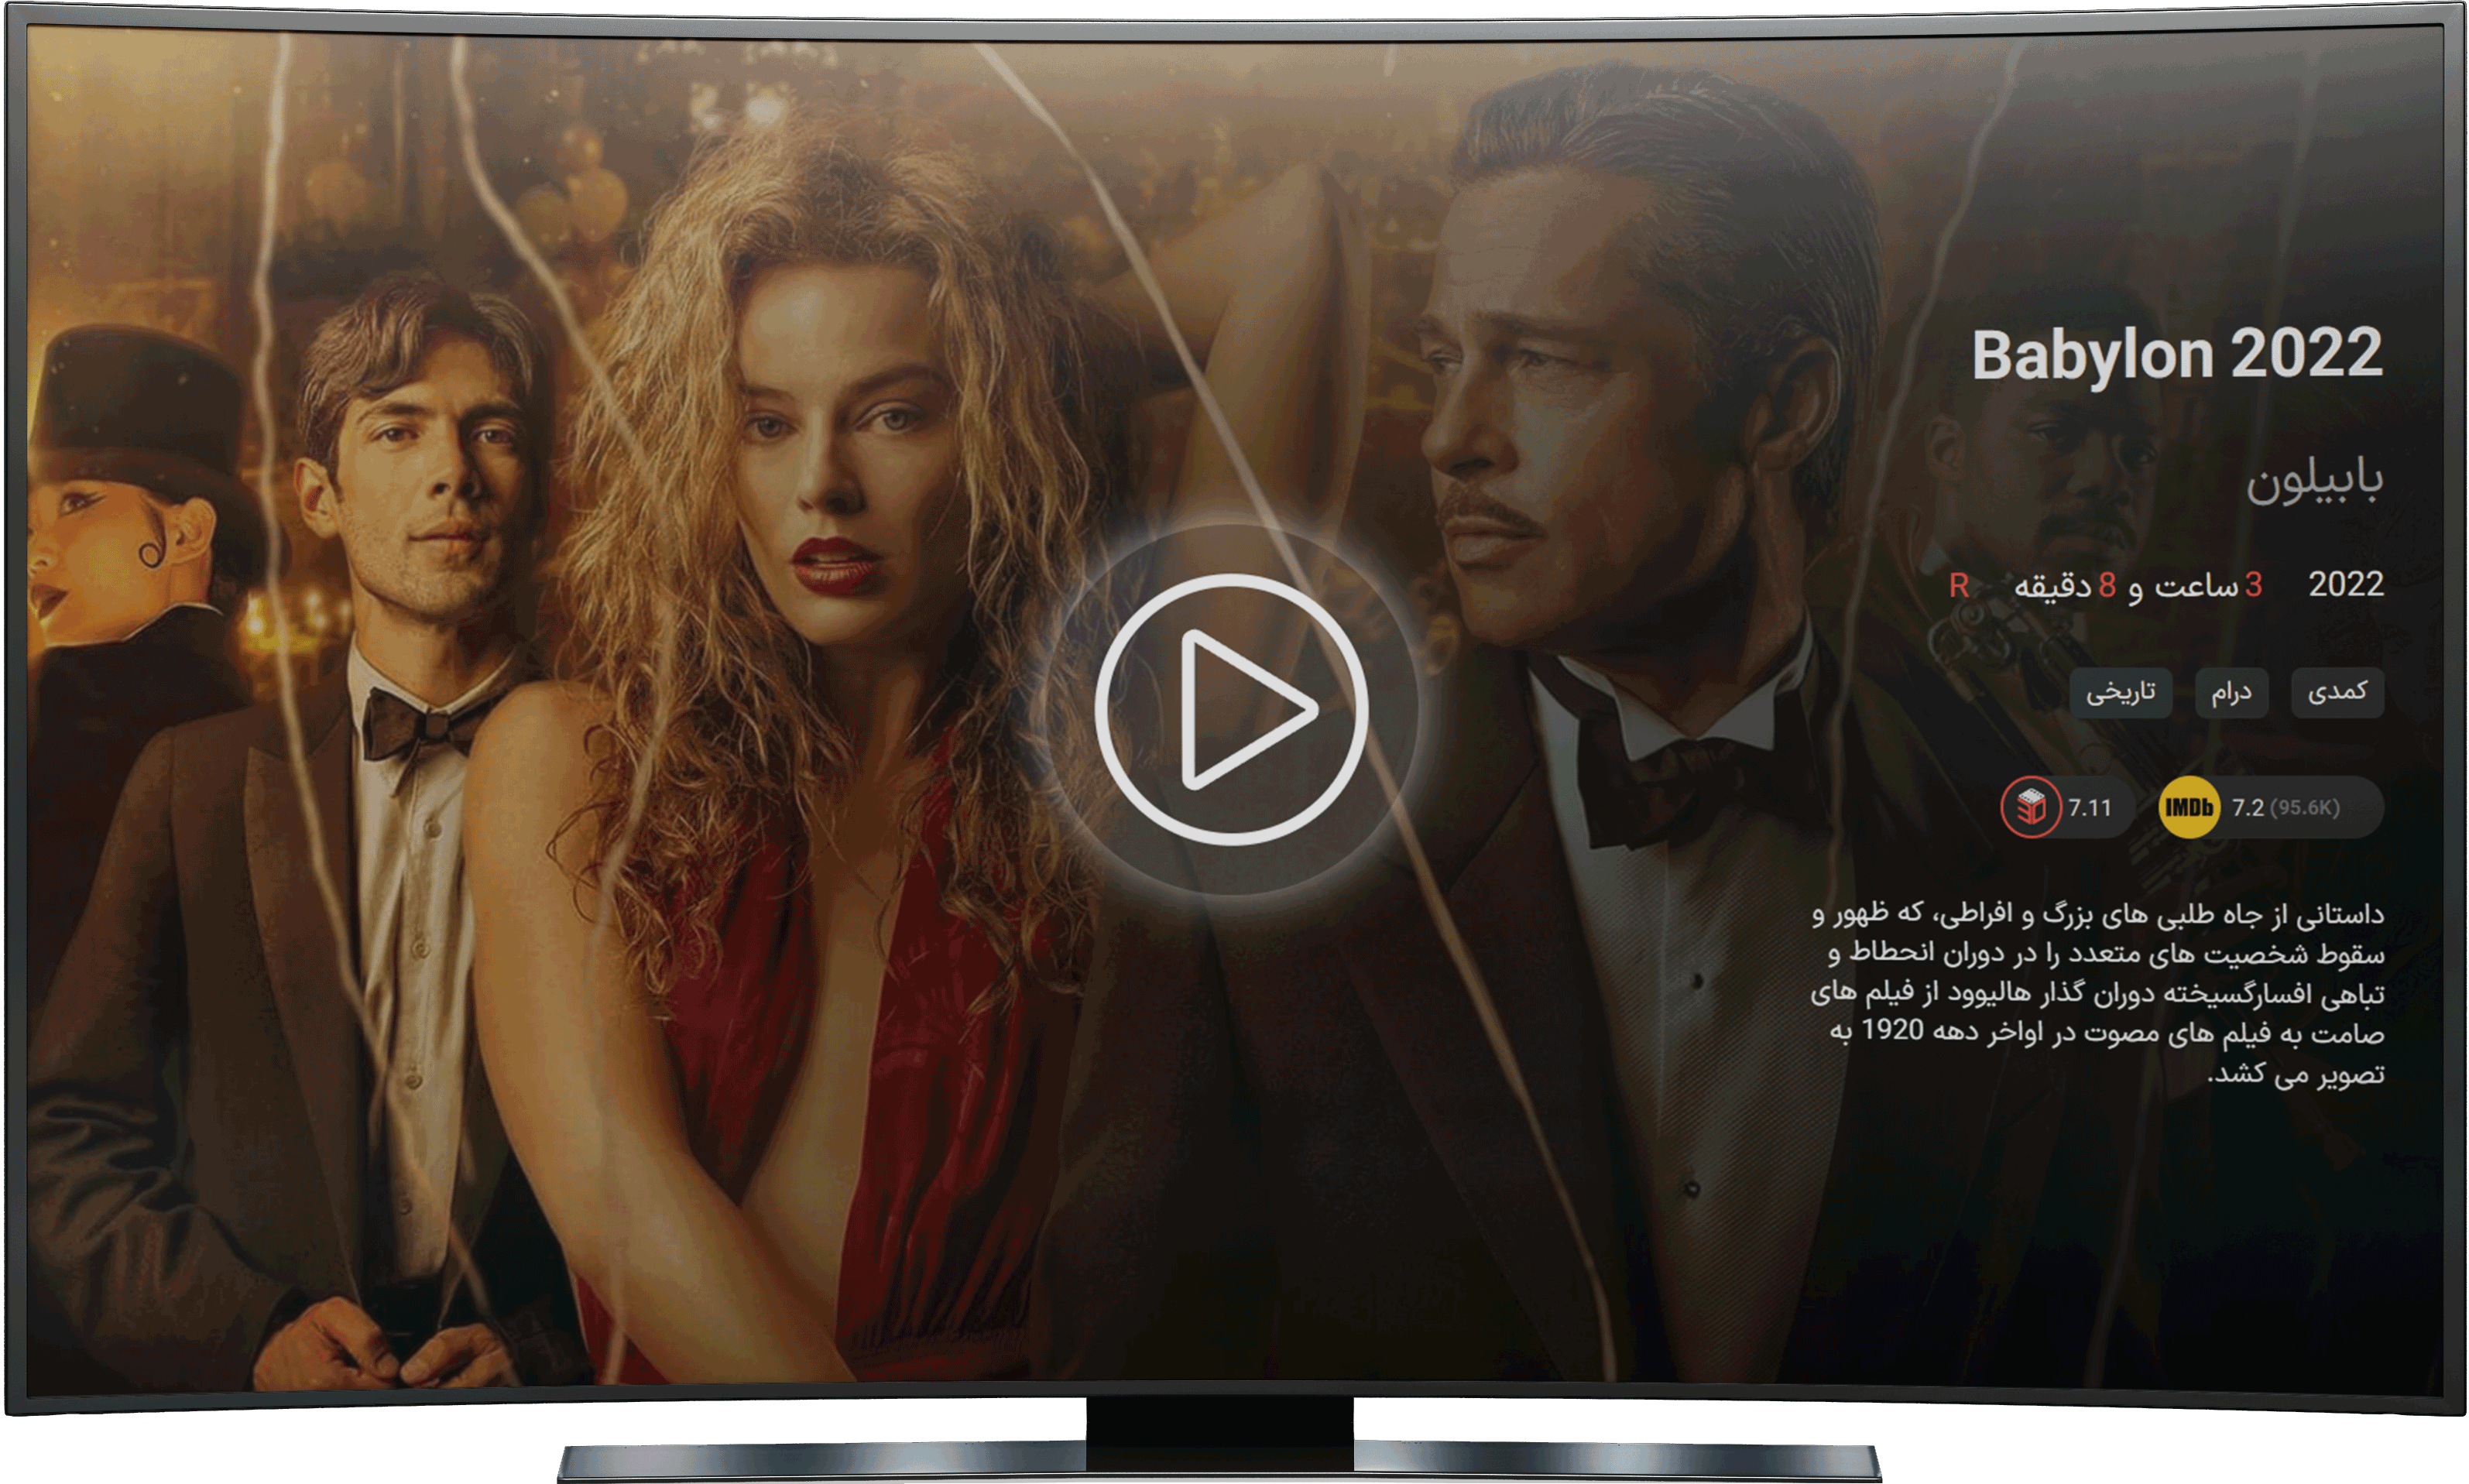 Babylon 2022
بابیلون
2022 3 ساعت و 8 دقیقه R
کمدی درام تاریخی
IMDb 7.2 (95.6K) 3D 7.11
داستانی از جاه طلبی های بزرگ و افراطی، که ظهور و
سقوط شخصیت های متعدد را در دوران انحطاط و
تباهی افسارگسیخته دوران گذار هالیوود از فیلم های
صامت به فیلم های مصوت در اواخر دهه 1920 به
تصویر می کشد.